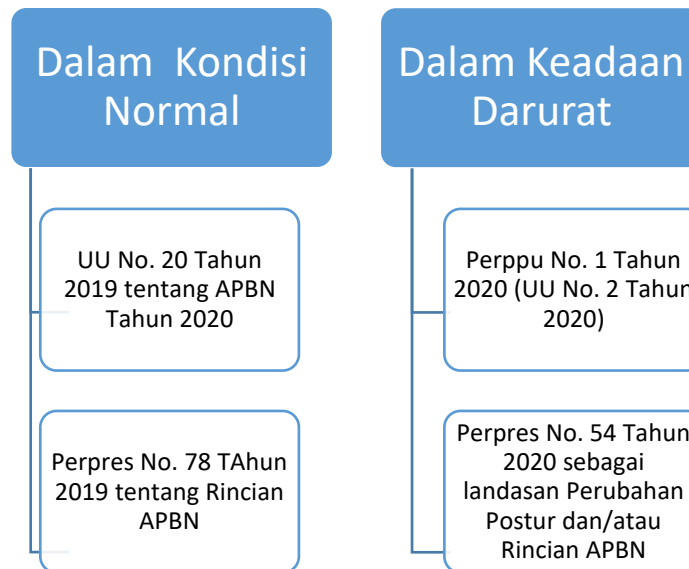 Dalam Kondisi
Normal
UU No. 20 Tahun
2019 tentang APBN
Tahun 2020
Perpres No. 78 TAhun
2019 tentang Rincian
APBN
Dalam Keadaan
Darurat
Perppu No. 1 Tahun
2020 (UU No. 2 Tahun
2020)
Perpres No. 54 Tahun
2020 sebagai
landasan Perubahan
Postur dan/atau
Rincian APBN